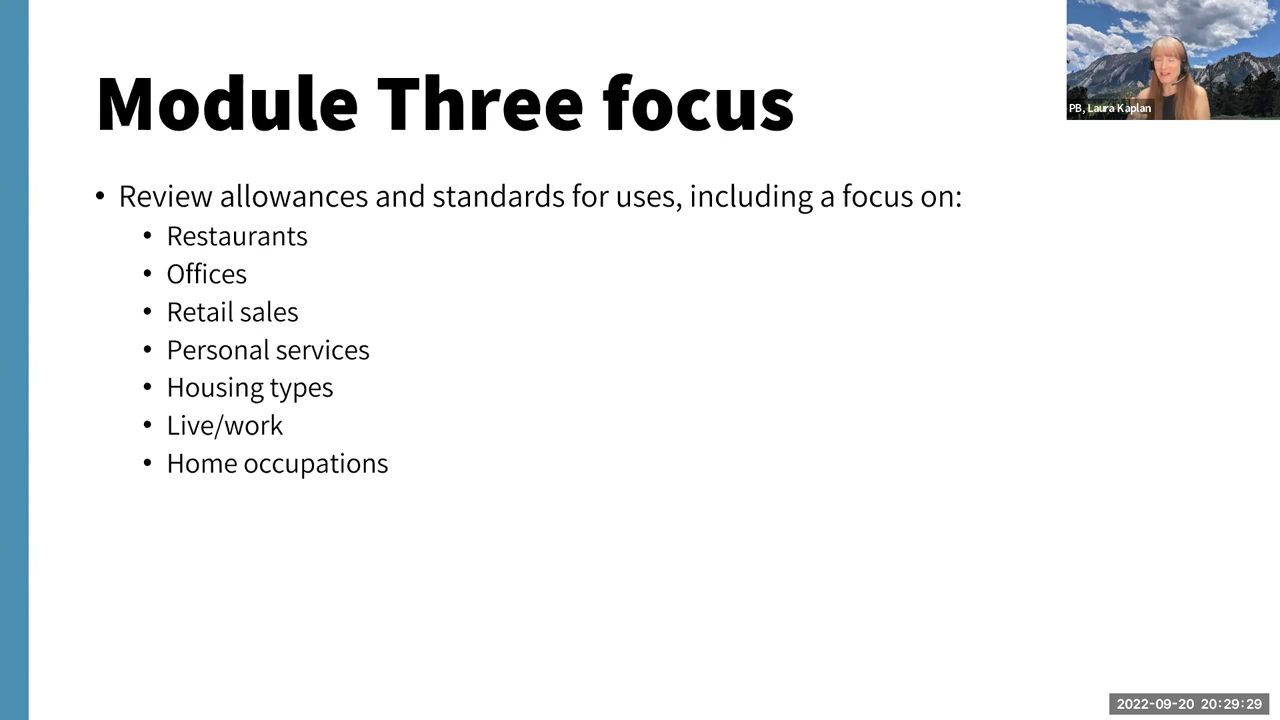 Module Three focus
PB, Laura Kaplan
• Review allowances and standards for uses, including a focus on:
• Restaurants
• Offices
• Retail sales
• Personal services
• Housing types
• Live/work
• Home occupations
2022-09-20 20:29:29